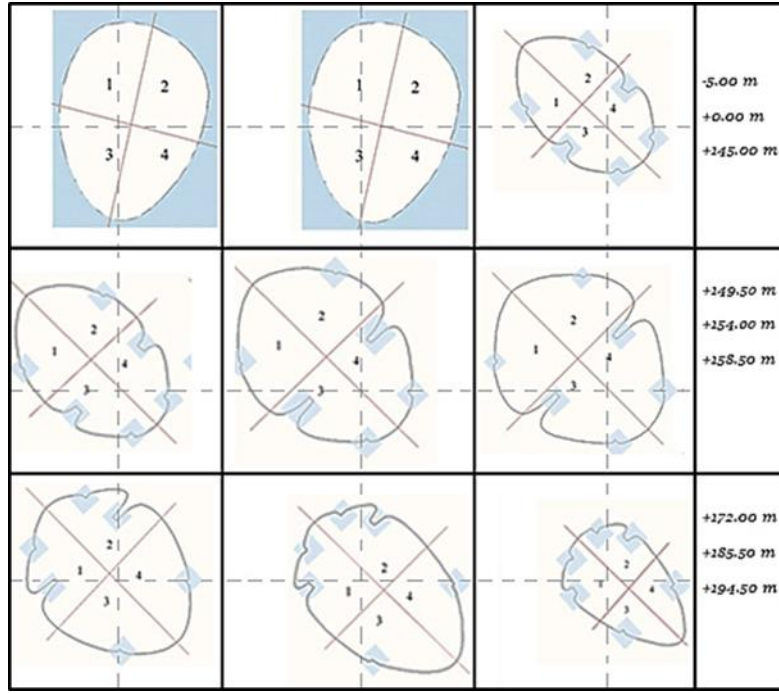 1 2 1 2 2 -5.00 m
1 4 +0.00 m
3 4 3 4 3 +145.00 m
2 2 2 +149.50 m
1 4 1 4 1 4 +154.00 m
3 3 3 +158.50 m
2 2 2 +172.00 m
1 4 1 4 1 4 +185.50 m
3 3 3 +194.50 m